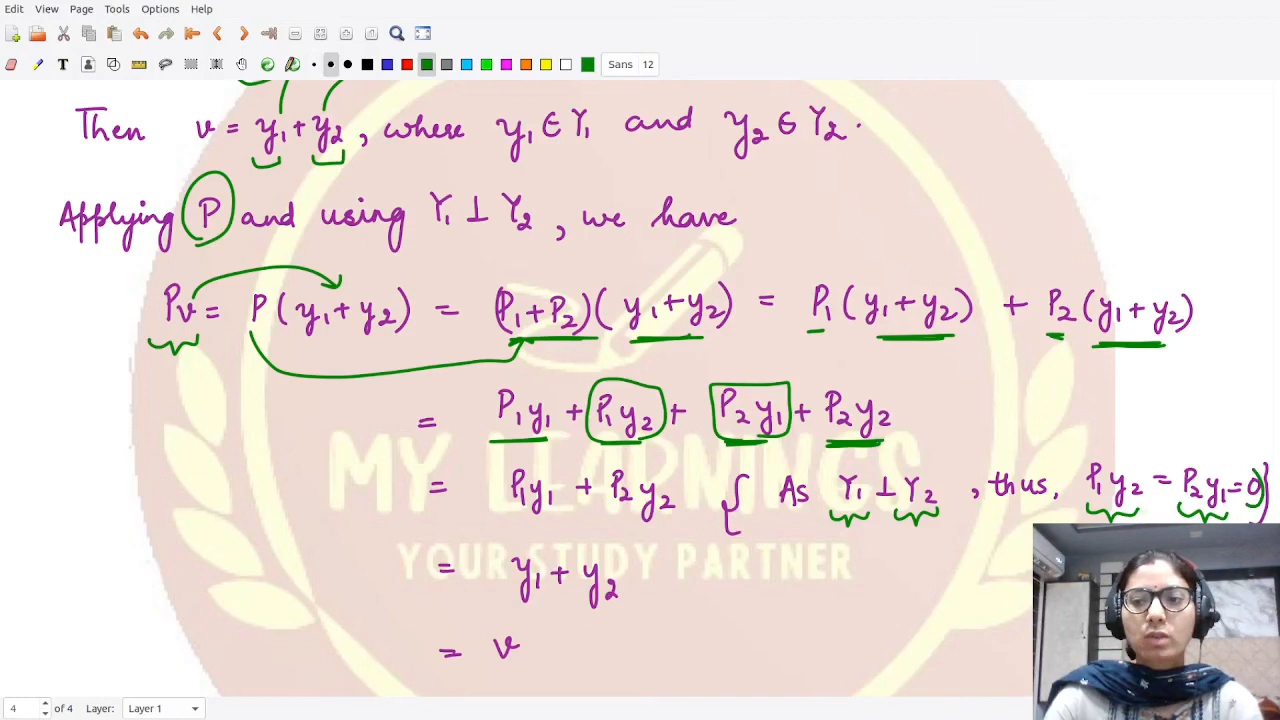 Edit View Pages Tools Options Help
Sans 12
Then v = y₁ + y₂, where y₁ ∈ Y₁ and y₂ ∈ Y₂.
Applying P and using Y₁ ⊥ Y₂, we have
Pv = P(y₁+y₂) = (P₁+P₂)(y₁+y₂) = P₁(y₁+y₂) + P₂(y₁+y₂)
= P₁y₁ + P₁y₂ + P₂y₁ + P₂y₂
= P₁y₁ + P₂y₂ { As Y₁ ⊥ Y₂, thus, P₁y₂ = P₂y₁ = 0}
= y₁ + y₂
= v
MY LEARNINGS
YOUR STUDY PARTNER
4 of 4 Layer: Layer 1